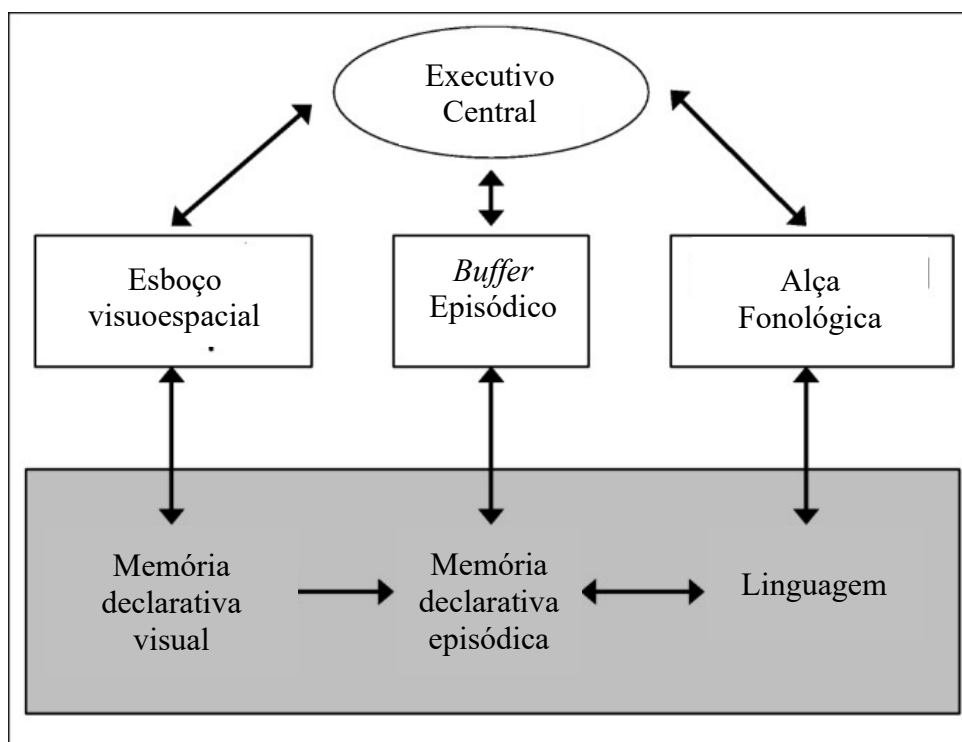 Executivo
Central
Esboço
visuoespacial
Buffer
Episódico
Alça
Fonológica
Memória
declarativa
visual
Memória
declarativa
episódica
Linguagem